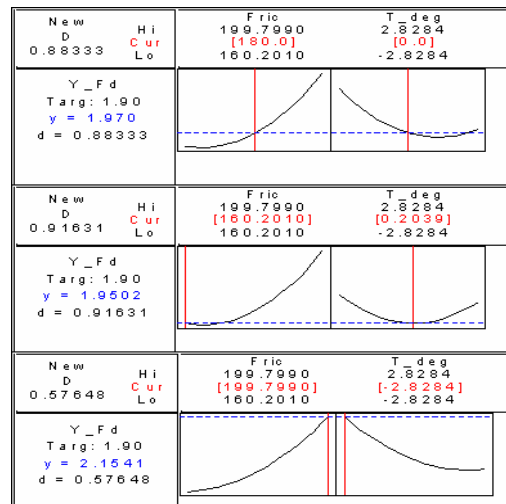 New
D
0.88333
Hi
Cur
Lo
Fric
199.7990
[180.0]
160.2010
T_deg
2.8284
[0.0]
-2.8284
Y_Fd
Targ: 1.90
y = 1.970
d = 0.88333
New
D
0.91631
Hi
Cur
Lo
Fric
199.7990
[160.2010]
160.2010
T_deg
2.8284
[0.2039]
-2.8284
Y_Fd
Targ: 1.90
y = 1.9502
d = 0.91631
New
D
0.57648
Hi
Cur
Lo
Fric
199.7990
[199.7990]
160.2010
T_deg
2.8284
[-2.8284]
-2.8284
Y_Fd
Targ: 1.90
y = 2.1541
d = 0.57648